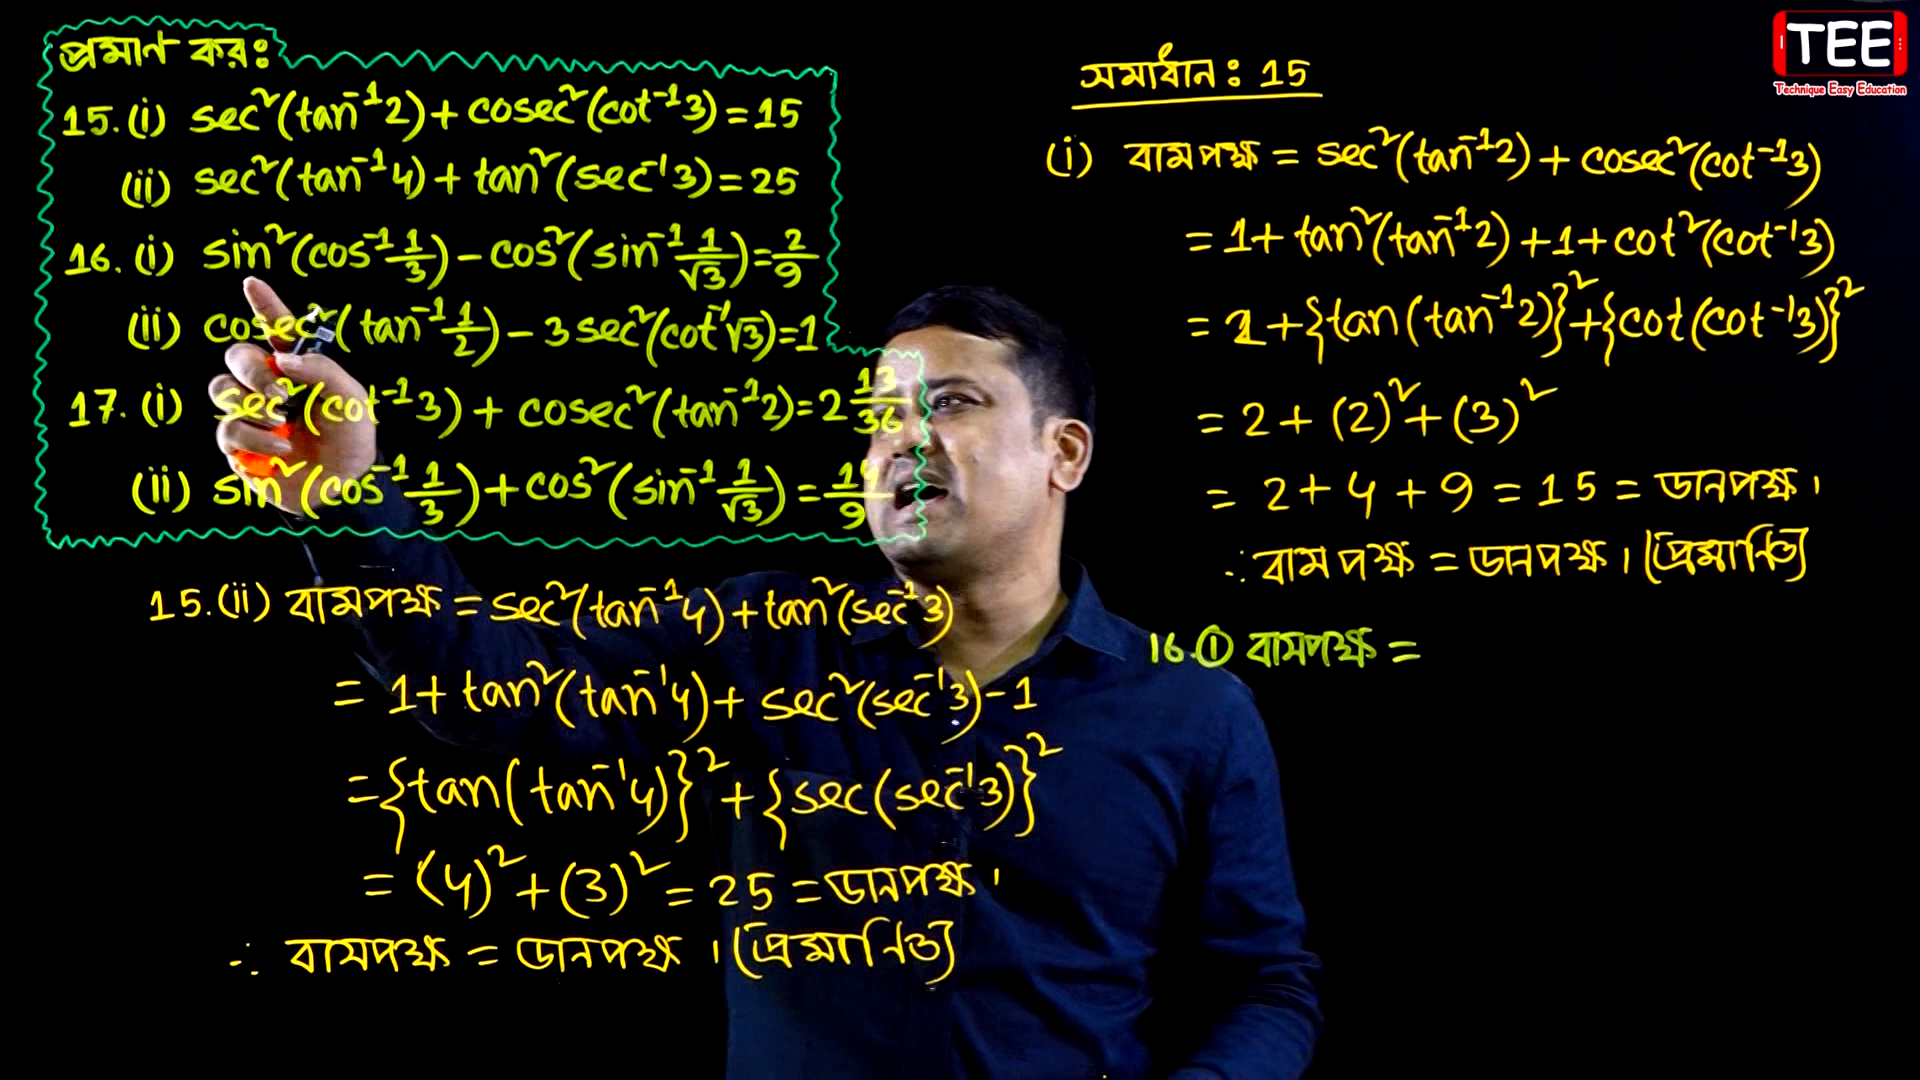 প্রমাণ কর:
15. (i) sec²(tan⁻¹2) + cosec²(cot⁻¹3) = 15
(ii) sec²(tan⁻¹4) + tan²(sec⁻¹3) = 25
16. (i) sin²(cos⁻¹ 1/3) − cos²(sin⁻¹ 1/√3) = 2/9
(ii) cosec²(tan⁻¹ 1/2) − 3 sec²(cot⁻¹√3) = 1
17. (i) sec²(cot⁻¹3) + cosec²(tan⁻¹2) = 2 13/36
(ii) sin²(cos⁻¹ 1/3) + cos²(sin⁻¹ 1/√3) = /9
15. (ii) বামপক্ষ = sec²(tan⁻¹4) + tan²(sec⁻¹3)
= 1 + tan²(tan⁻¹4) + sec²(sec⁻¹3) − 1
= {tan(tan⁻¹4)}² + {sec(sec⁻¹3)}²
= (4)² + (3)² = 25 = ডানপক্ষ।
∴ বামপক্ষ = ডানপক্ষ। (প্রমাণিত)
সমাধান: 15
(i) বামপক্ষ = sec²(tan⁻¹2) + cosec²(cot⁻¹3)
= 1 + tan²(tan⁻¹2) + 1 + cot²(cot⁻¹3)
= 2 + {tan(tan⁻¹2)}² + {cot(cot⁻¹3)}²
= 2 + (2)² + (3)²
= 2 + 4 + 9 = 15 = ডানপক্ষ।
∴ বামপক্ষ = ডানপক্ষ। (প্রমাণিত)
16. (i) বামপক্ষ =
TEE
Technique Easy Education